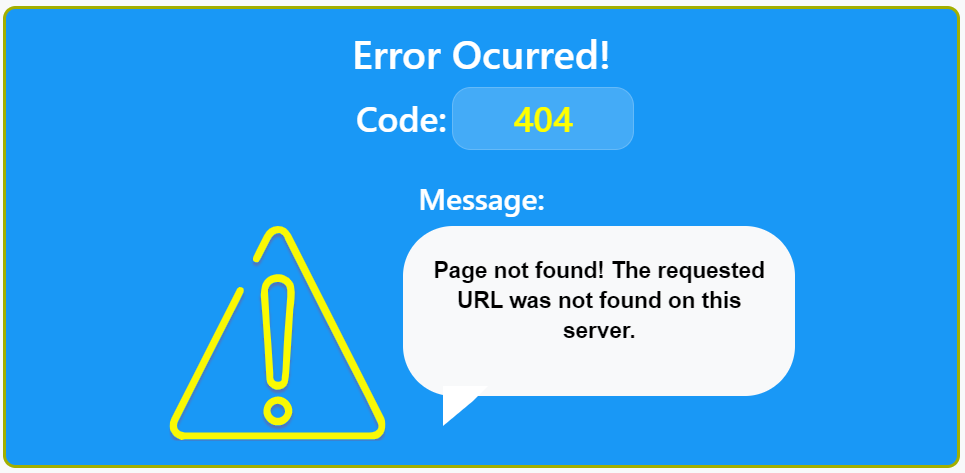 Error Ocurred!
Code: 404
Message:
Page not found! The requested
URL was not found on this
server.